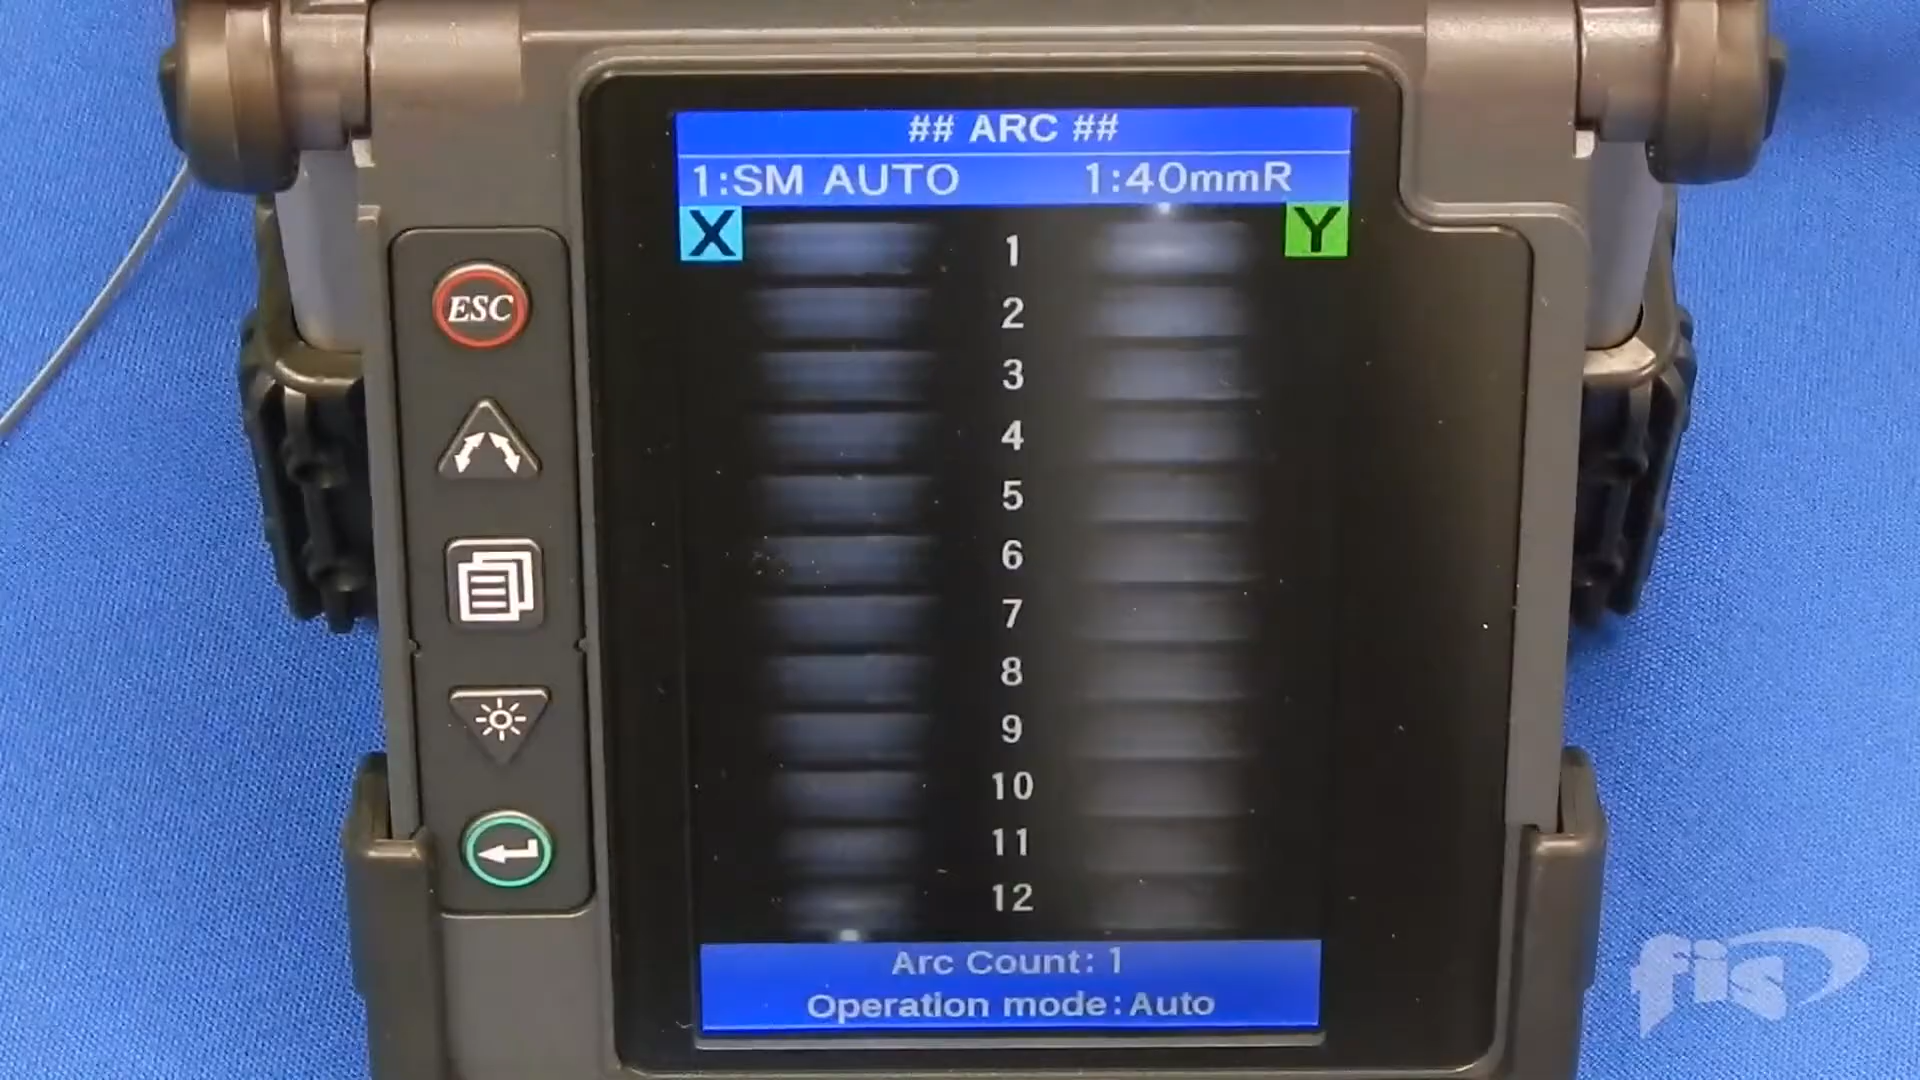 ## ARC ##
1:SM AUTO 1:40mmR
X Y
1
2
3
4
5
6
7
8
9
10
11
12
Arc Count: 1
Operation mode: Auto
ESC
fis